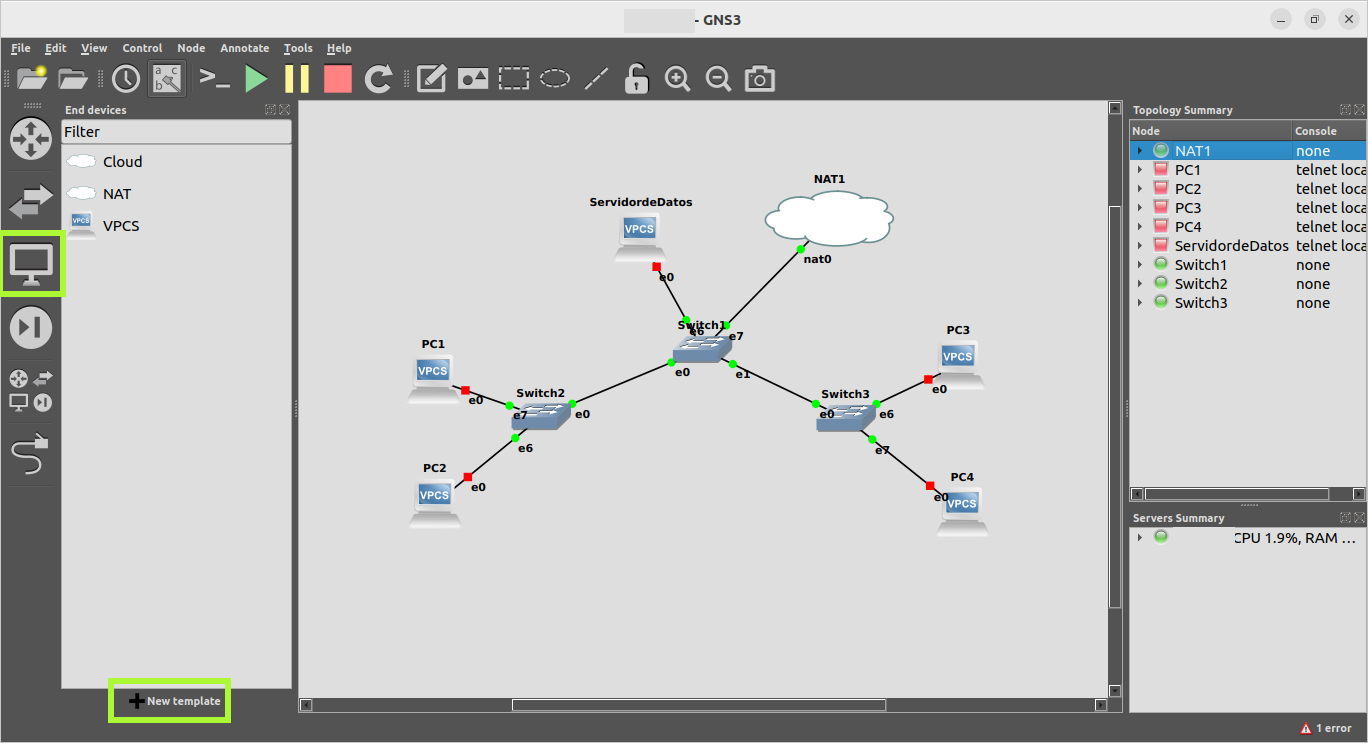 - GNS3
File Edit View Control Node Annotate Tools Help
End devices
Filter
Cloud
NAT
VPCS
VPCS
New template
NAT1
ServidordeDatos
VPCS
nat0
e0
Switch1
e6
e7
e0
e1
PC1
VPCS
e0
Switch2
e7
e0
e6
PC2
VPCS
e0
PC3
VPCS
e0
Switch3
e0
e6
e7
PC4
VPCS
e0
Topology Summary
Node Console
NAT1 none
PC1 telnet loca
PC2 telnet loca
PC3 telnet loca
PC4 telnet loca
ServidordeDatos telnet loca
Switch1 none
Switch2 none
Switch3 none
Servers Summary
CPU 1.9%, RAM ...
1 error